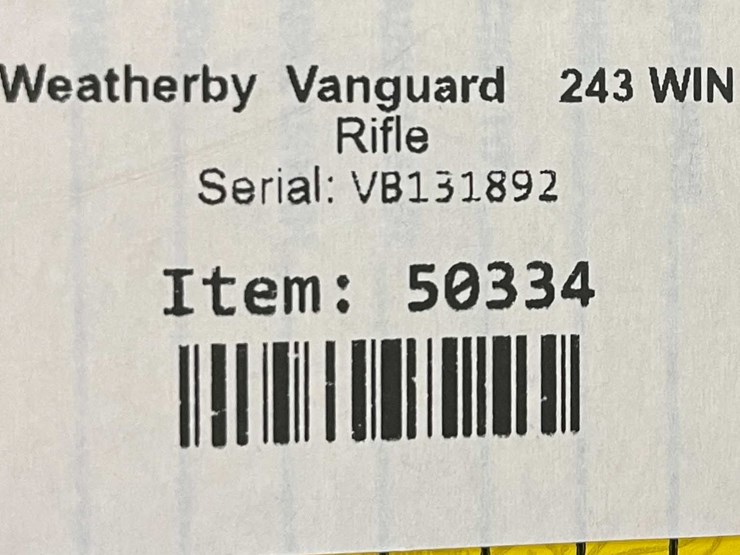 Weatherby Vanguard 243 WIN
Rifle
Serial: VB131892
Item: 50334